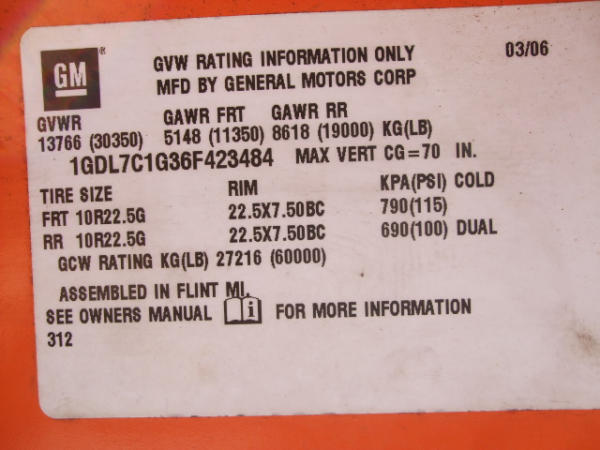 GM ® GVW RATING INFORMATION ONLY 03/06
MFD BY GENERAL MOTORS CORP
GVWR GAWR FRT GAWR RR
13766 (30350) 5148 (11350) 8618 (19000) KG(LB)
1GDL7C1G36F423484 MAX VERT CG=70 IN.
TIRE SIZE RIM KPA(PSI) COLD
FRT 10R22.5G 22.5X7.50BC 790(115)
RR 10R22.5G 22.5X7.50BC 690(100) DUAL
GCW RATING KG(LB) 27216 (60000)
ASSEMBLED IN FLINT MI.
SEE OWNERS MANUAL i FOR MORE INFORMATION
312